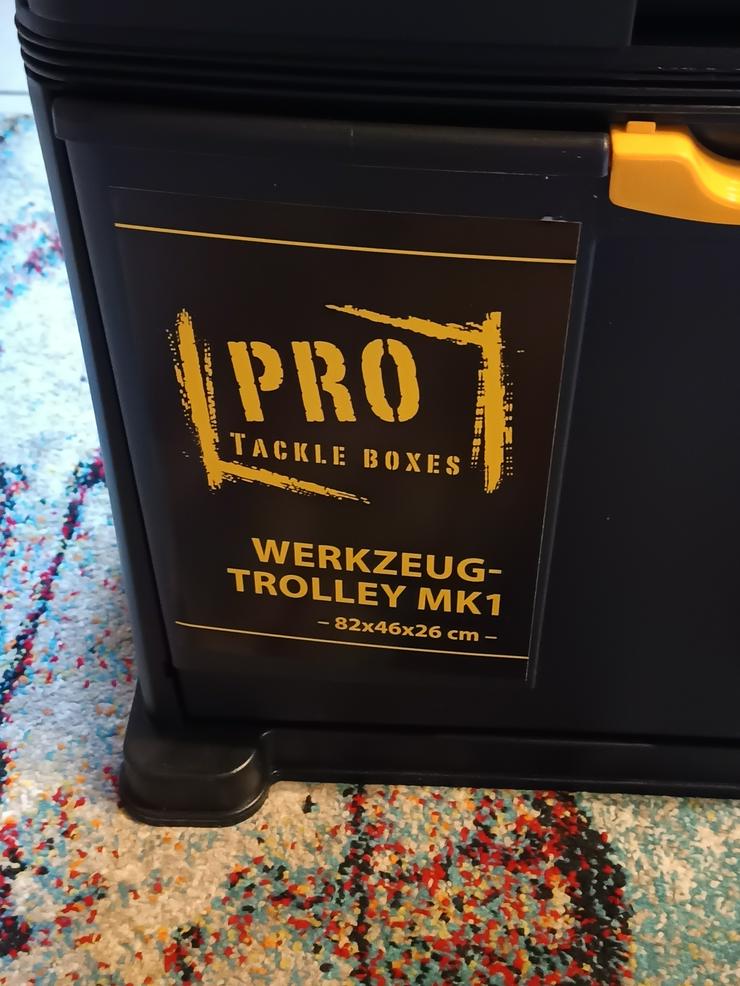 PRO
TACKLE BOXES
WERKZEUG-
TROLLEY MK1
– 82x46x26 cm –